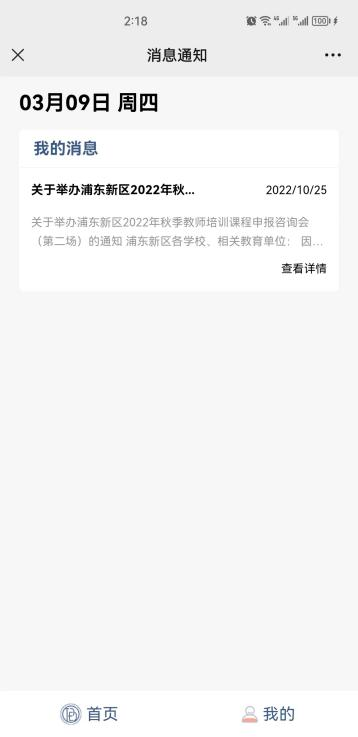 2:18
4G
5G
100
消息通知
03月09日 周四
我的消息
关于举办浦东新区2022年秋... 2022/10/25
关于举办浦东新区2022年秋季教师培训课程申报咨询会
（第二场）的通知 浦东新区各学校、相关教育单位： 因...
查看详情
首页 我的